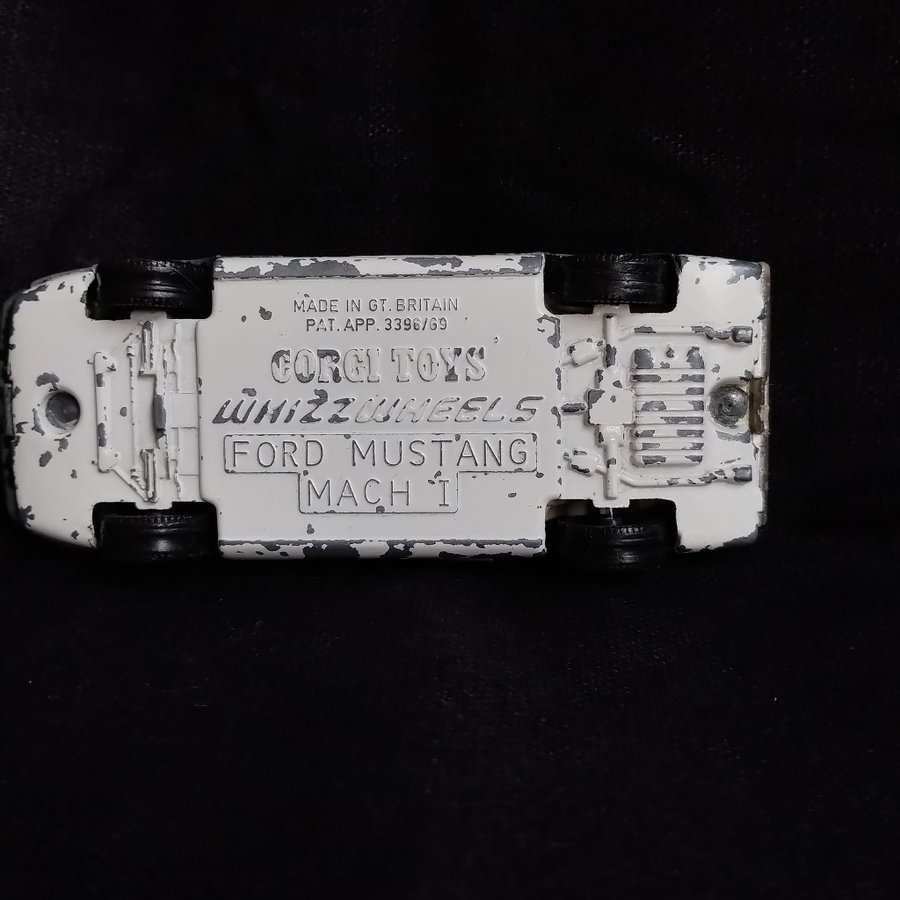 MADE IN GT. BRITAIN
PAT. APP. 3396/69
CORGI TOYS
WHIZZWHEELS
FORD MUSTANG
MACH I